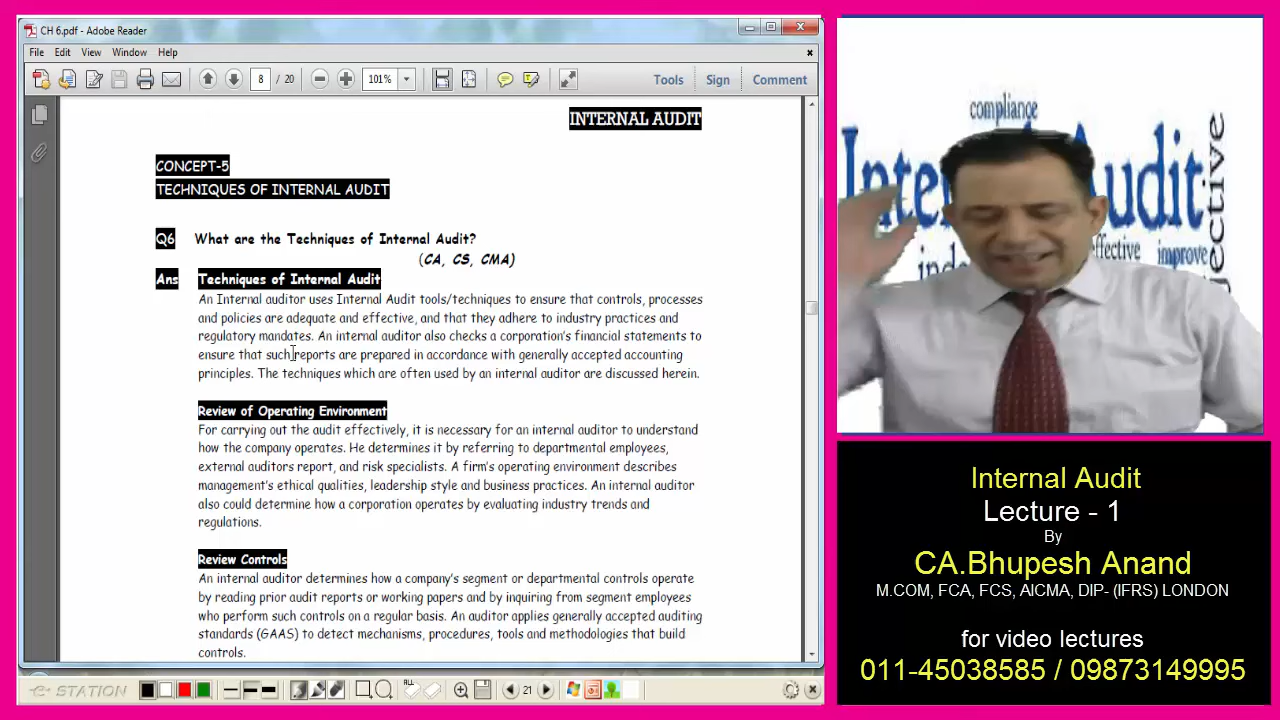 CH 6.pdf - Adobe Reader
File Edit View Window Help
8 / 20 101% Tools Sign Comment
INTERNAL AUDIT
CONCEPT-5
TECHNIQUES OF INTERNAL AUDIT
Q6 What are the Techniques of Internal Audit?
(CA, CS, CMA)
Ans Techniques of Internal Audit
An Internal auditor uses Internal Audit tools/techniques to ensure that controls, processes
and policies are adequate and effective, and that they adhere to industry practices and
regulatory mandates. An internal auditor also checks a corporation's financial statements to
ensure that such reports are prepared in accordance with generally accepted accounting
principles. The techniques which are often used by an internal auditor are discussed herein.
Review of Operating Environment
For carrying out the audit effectively, it is necessary for an internal auditor to understand
how the company operates. He determines it by referring to departmental employees,
external auditors report, and risk specialists. A firm's operating environment describes
management's ethical qualities, leadership style and business practices. An internal auditor
also could determine how a corporation operates by evaluating industry trends and
regulations.
Review Controls
An internal auditor determines how a company's segment or departmental controls operate
by reading prior audit reports or working papers and by inquiring from segment employees
who perform such controls on a regular basis. An auditor applies generally accepted auditing
standards (GAAS) to detect mechanisms, procedures, tools and methodologies that build
controls.
e-STATION ALL 21
compliance
Audit
effective improve
jective
Internal Audit
Lecture - 1
By
CA.Bhupesh Anand
M.COM, FCA, FCS, AICMA, DIP- (IFRS) LONDON
for video lectures
011-45038585 / 09873149995